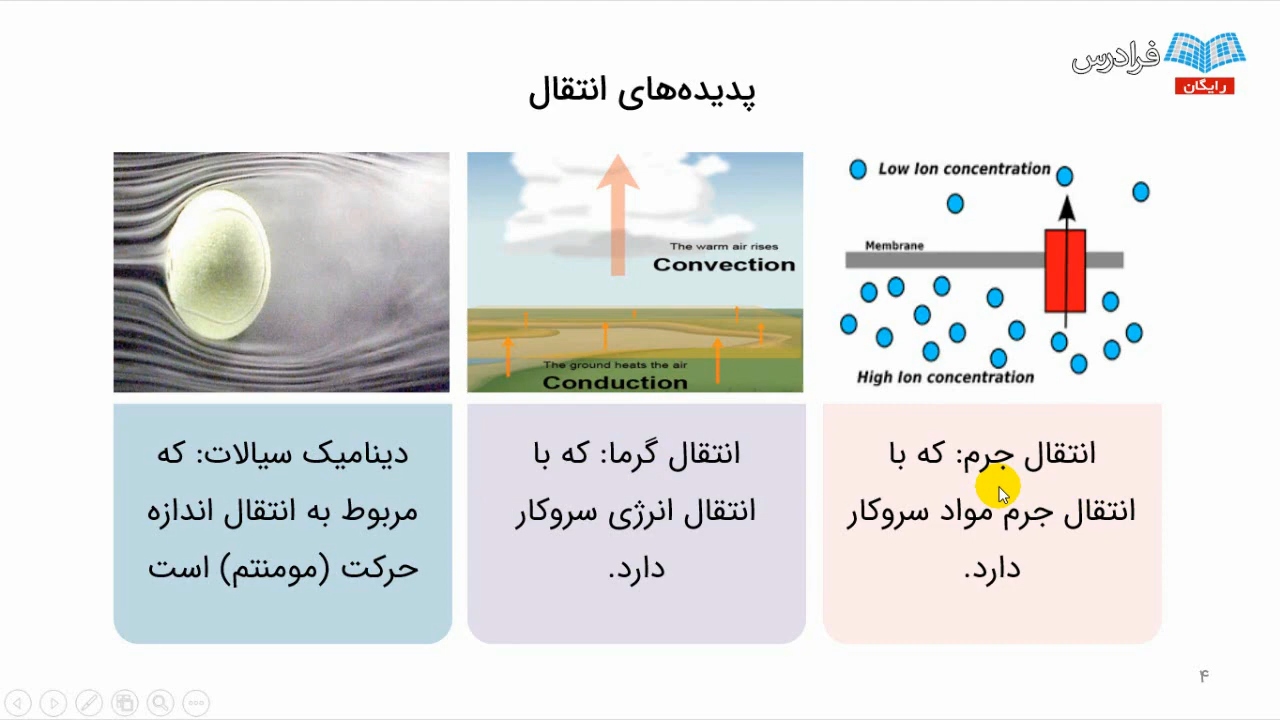 فرادرس
رایگان
پدیده‌های انتقال
Low Ion concentration
Membrane
High Ion concentration
انتقال جرم: که با
انتقال جرم مواد سروکار
دارد.
The warm air rises
Convection
The ground heats the air
Conduction
انتقال گرما: که با
انتقال انرژی سروکار
دارد.
دینامیک سیالات: که
مربوط به انتقال اندازه
حرکت (مومنتم) است
۴